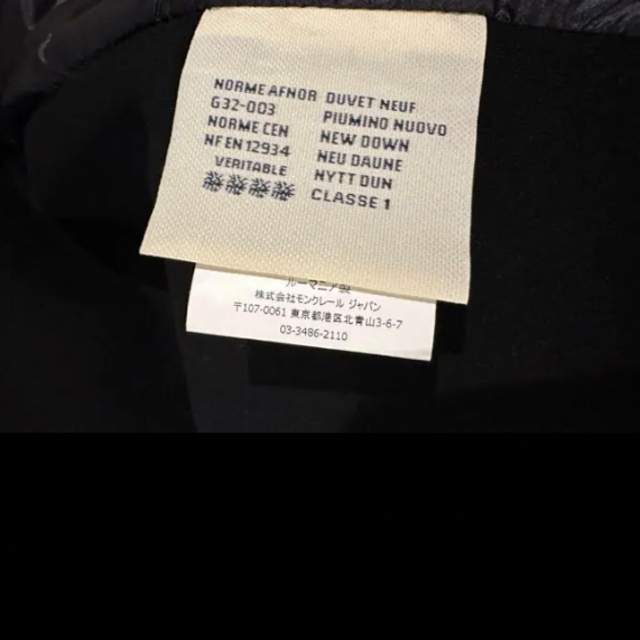 NORME AFNOR DUVET NEUF
G32-003 PIUMINO NUOVO
NORME CEN NEW DOWN
NF EN 12934 NEU DAUNE
VERITABLE NYTT DUN
CLASSE 1
ルーマニア製
株式会社モンクレール ジャパン
〒107-0061 東京都港区北青山3-6-7
03-3486-2110